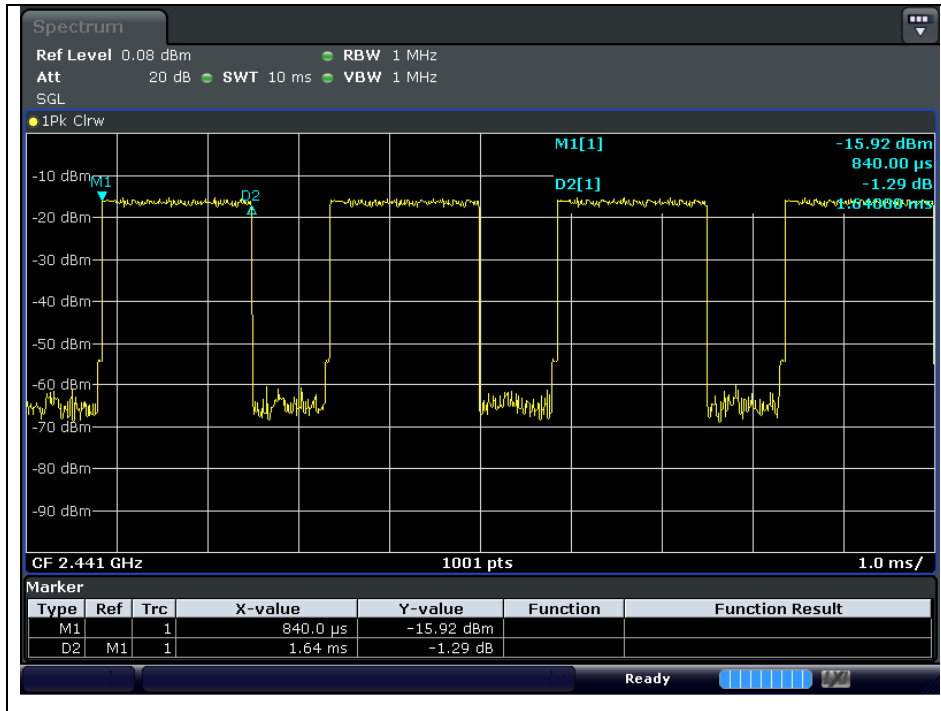 Spectrum
Ref Level 0.08 dBm RBW 1 MHz
Att 20 dB SWT 10 ms VBW 1 MHz
SGL
1Pk Clrw
M1[1] -15.92 dBm
840.00 µs
D2[1] -1.29 dB
1.64000 ms
M1
D2
-10 dBm
-20 dBm
-30 dBm
-40 dBm
-50 dBm
-60 dBm
-70 dBm
-80 dBm
-90 dBm
CF 2.441 GHz 1001 pts 1.0 ms/
Marker
Type Ref Trc X-value Y-value Function Function Result
M1 1 840.0 µs -15.92 dBm
D2 M1 1 1.64 ms -1.29 dB
Ready